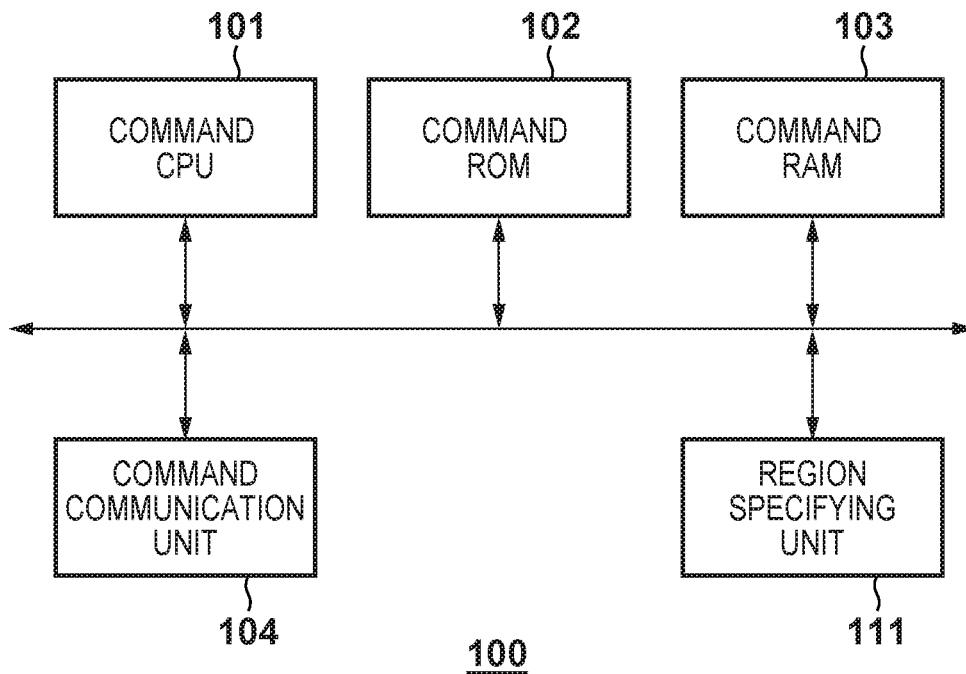 101
102
103
COMMAND
CPU
COMMAND
ROM
COMMAND
RAM
COMMAND
COMMUNICATION
UNIT
REGION
SPECIFYING
UNIT
104
111
100